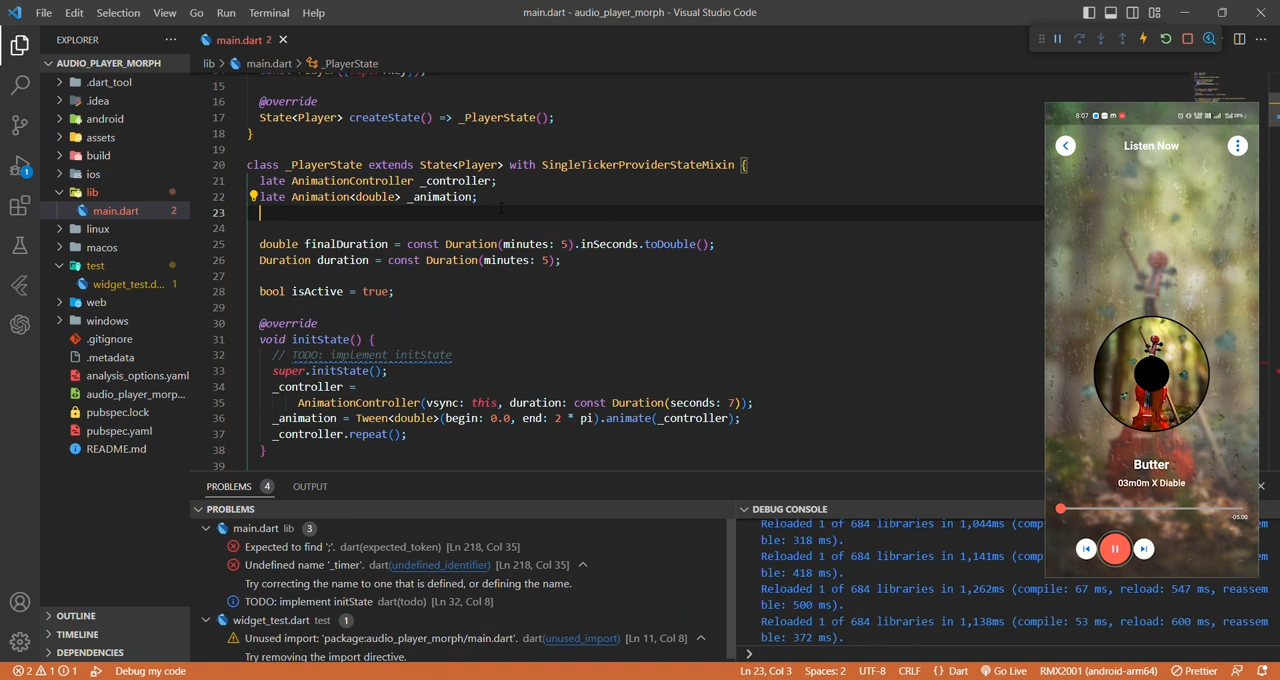 File Edit Selection View Go Run Terminal Help
main.dart - audio_player_morph - Visual Studio Code
EXPLORER
AUDIO_PLAYER_MORPH
.dart_tool
.idea
android
assets
build
ios
lib
main.dart 2
linux
macos
test
widget_test.d... 1
web
windows
.gitignore
.metadata
analysis_options.yaml
audio_player_morp...
pubspec.lock
pubspec.yaml
README.md
OUTLINE
TIMELINE
DEPENDENCIES
1
main.dart 2
lib > main.dart > _PlayerState
15
16 @override
17 State<Player> createState() => _PlayerState();
18 }
19
20 class _PlayerState extends State<Player> with SingleTickerProviderStateMixin {
21 late AnimationController _controller;
22 late Animation<double> _animation;
23
24
25 double finalDuration = const Duration(minutes: 5).inSeconds.toDouble();
26 Duration duration = const Duration(minutes: 5);
27
28 bool isActive = true;
29
30 @override
31 void initState() {
32 // TODO: implement initState
33 super.initState();
34 _controller =
35 AnimationController(vsync: this, duration: const Duration(seconds: 7));
36 _animation = Tween<double>(begin: 0.0, end: 2 * pi).animate(_controller);
37 _controller.repeat();
38 }
39
8:07
Listen Now
Butter
03m0m X Diable
-05:00
PROBLEMS 4 OUTPUT
PROBLEMS
main.dart lib 3
Expected to find ';'. dart(expected_token) [Ln 218, Col 35]
Undefined name '_timer'. dart(undefined_identifier) [Ln 218, Col 35]
Try correcting the name to one that is defined, or defining the name.
TODO: implement initState dart(todo) [Ln 32, Col 8]
widget_test.dart test 1
Unused import: 'package:audio_player_morph/main.dart'. dart(unused_import) [Ln 11, Col 8]
Try removing the import directive.
DEBUG CONSOLE
Reloaded 1 of 684 libraries in 1,044ms (comp
ble: 318 ms).
Reloaded 1 of 684 libraries in 1,141ms (comp
ble: 418 ms).
Reloaded 1 of 684 libraries in 1,262ms (compile: 67 ms, reload: 547 ms, reassem
ble: 500 ms).
Reloaded 1 of 684 libraries in 1,138ms (compile: 53 ms, reload: 600 ms, reassem
ble: 372 ms).
2 1 1 Debug my code
Ln 23, Col 3 Spaces: 2 UTF-8 CRLF {} Dart Go Live RMX2001 (android-arm64) Prettier